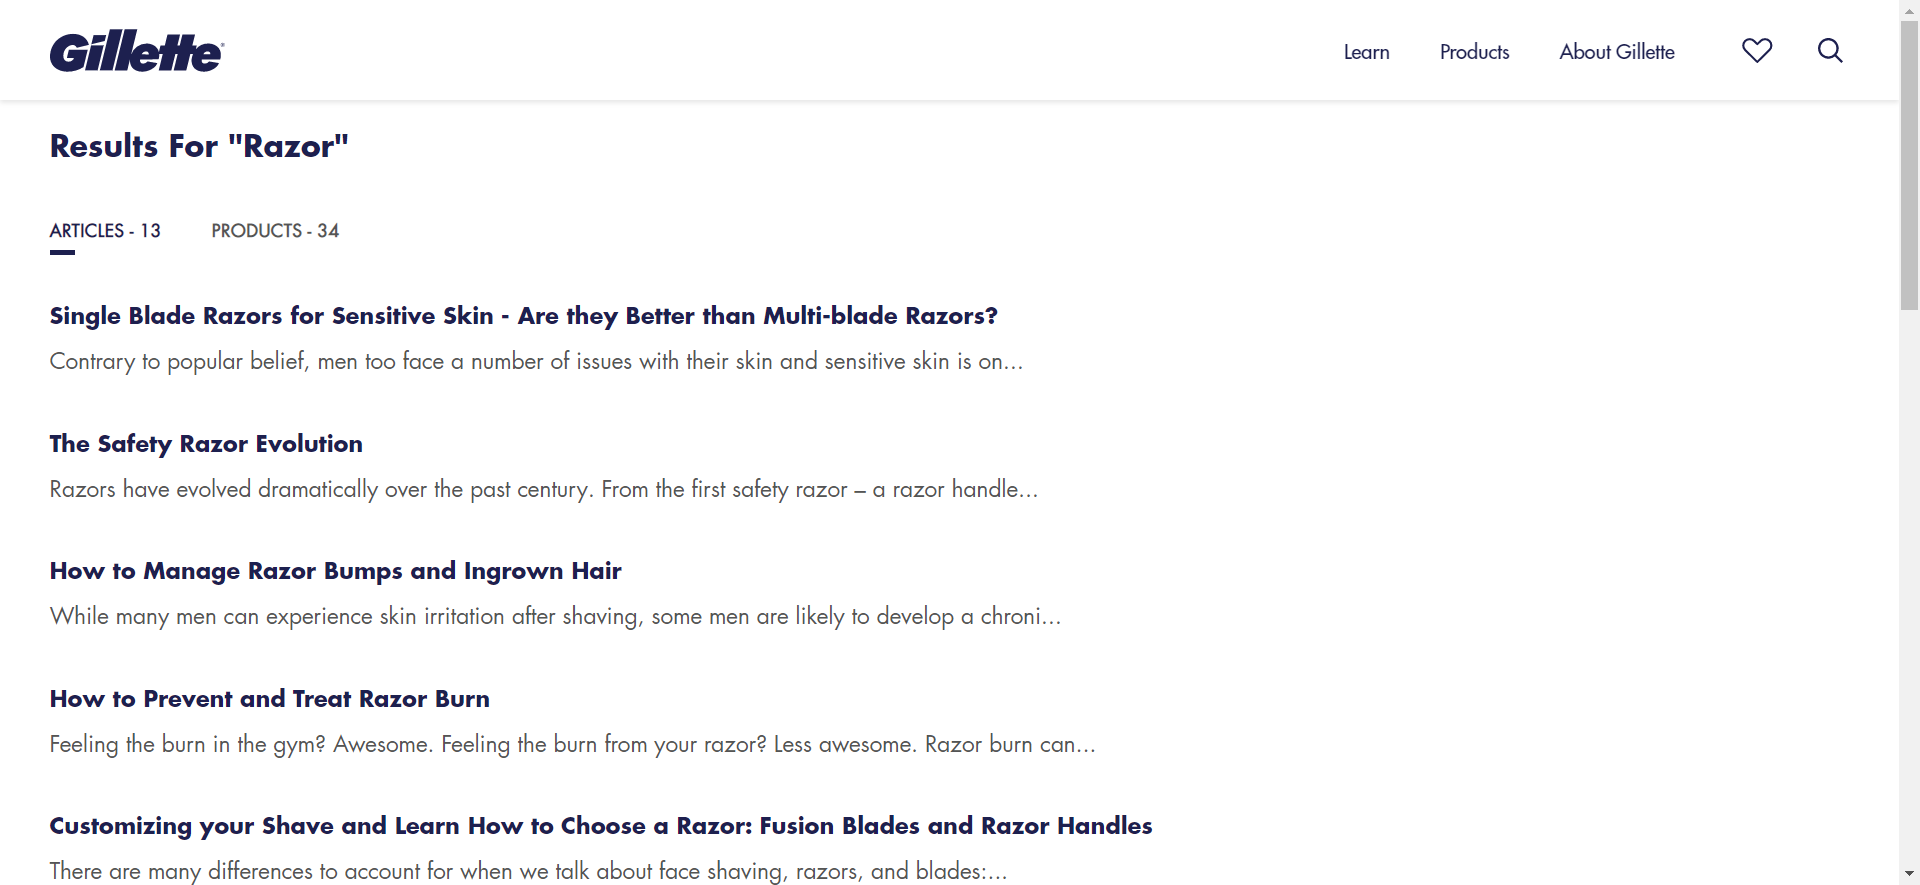 Gillette
Learn Products About Gillette
Results For "Razor"
ARTICLES - 13 PRODUCTS - 34
Single Blade Razors for Sensitive Skin - Are they Better than Multi-blade Razors?
Contrary to popular belief, men too face a number of issues with their skin and sensitive skin is on...
The Safety Razor Evolution
Razors have evolved dramatically over the past century. From the first safety razor – a razor handle...
How to Manage Razor Bumps and Ingrown Hair
While many men can experience skin irritation after shaving, some men are likely to develop a chroni...
How to Prevent and Treat Razor Burn
Feeling the burn in the gym? Awesome. Feeling the burn from your razor? Less awesome. Razor burn can...
Customizing your Shave and Learn How to Choose a Razor: Fusion Blades and Razor Handles
There are many differences to account for when we talk about face shaving, razors, and blades:...